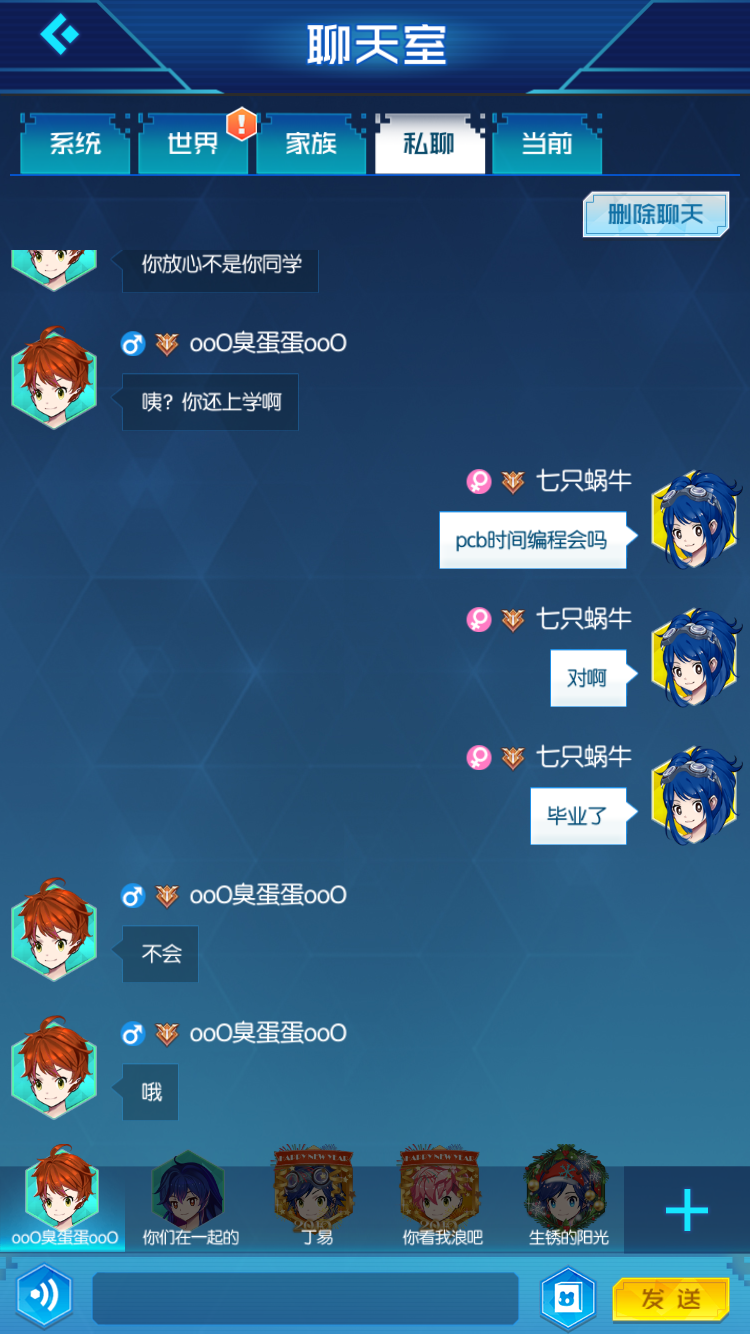 聊天室
系统 世界 家族 私聊 当前
删除聊天
你放心不是你同学
ooO臭蛋蛋ooO
咦？你还上学啊
七只蜗牛
pcb时间编程会吗
七只蜗牛
对啊
七只蜗牛
毕业了
ooO臭蛋蛋ooO
不会
ooO臭蛋蛋ooO
哦
HAPPY NEW YEAR HAPPY NEW YEAR
ooO臭蛋蛋ooO 你们在一起的 丁易 你看我浪吧 生锈的阳光
发送